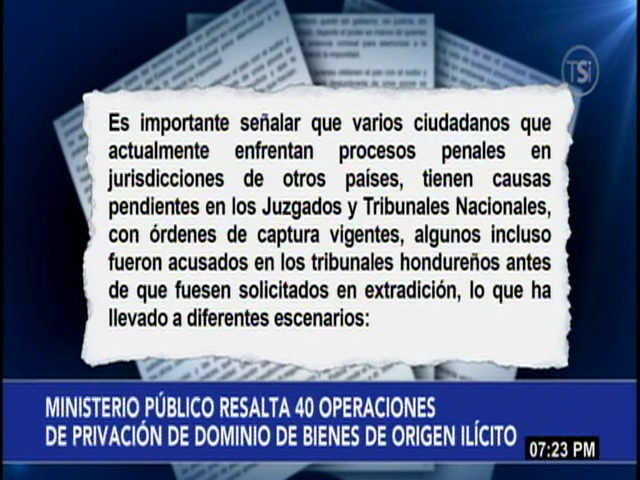 TSi
Es importante señalar que varios ciudadanos que
actualmente enfrentan procesos penales en
jurisdicciones de otros países, tienen causas
pendientes en los Juzgados y Tribunales Nacionales,
con órdenes de captura vigentes, algunos incluso
fueron acusados en los tribunales hondureños antes
de que fuesen solicitados en extradición, lo que ha
llevado a diferentes escenarios:
MINISTERIO PÚBLICO RESALTA 40 OPERACIONES
DE PRIVACIÓN DE DOMINIO DE BIENES DE ORIGEN ILÍCITO
07:23 PM